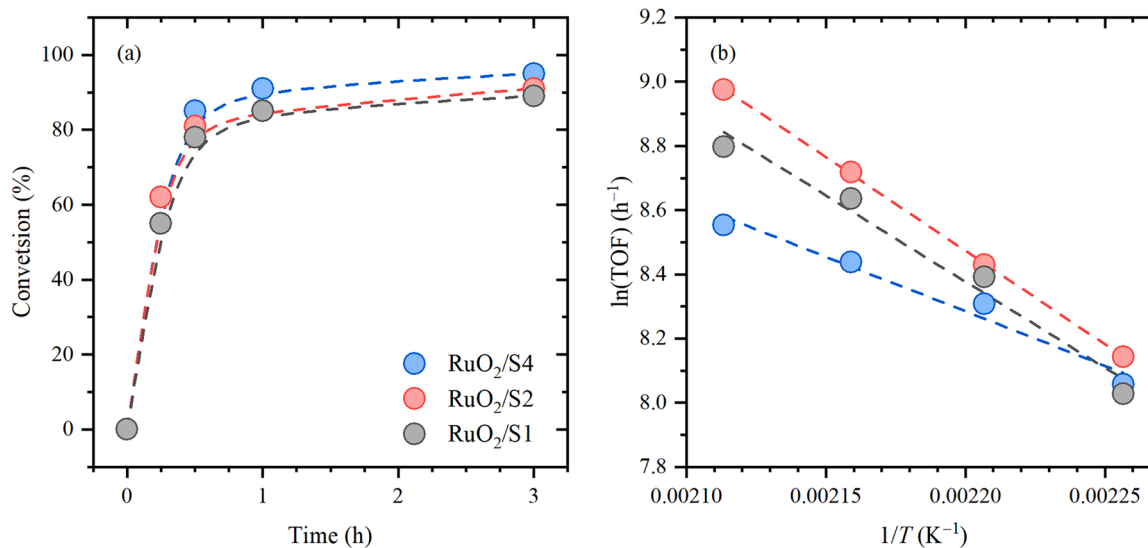 (a)
100
80
60
40
20
0
Convetsion (%)
0
1
2
3
Time (h)
RuO₂/S4
RuO₂/S2
RuO₂/S1
(b)
9.2
9.0
8.8
8.6
8.4
8.2
8.0
7.8
ln(TOF) (h⁻¹)
0.00210
0.00215
0.00220
0.00225
1/T (K⁻¹)